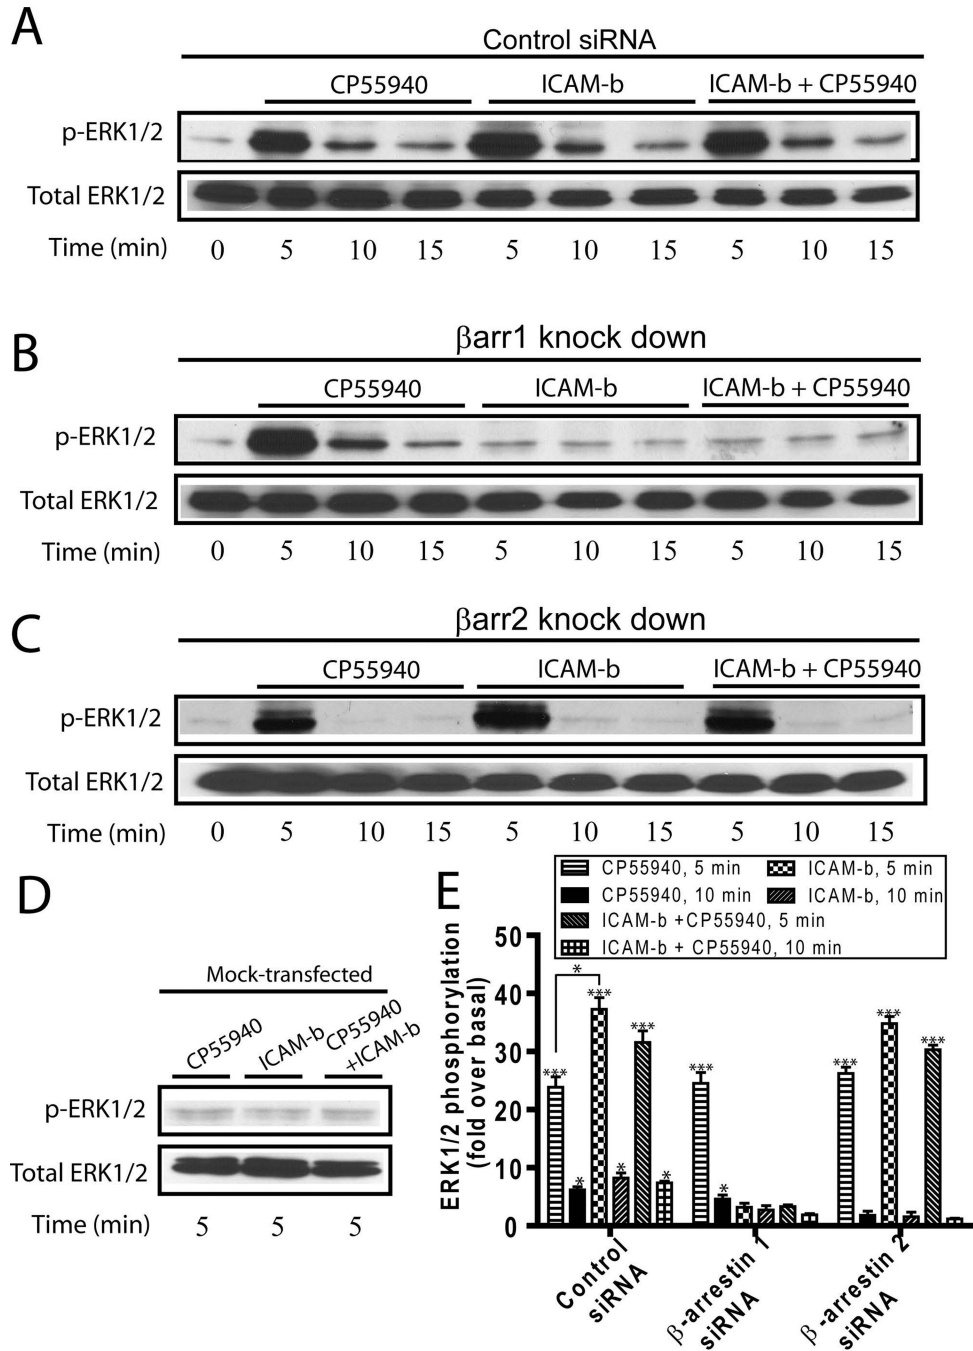 A
Control siRNA
CP55940 ICAM-b ICAM-b + CP55940
p-ERK1/2
Total ERK1/2
Time (min) 0 5 10 15 5 10 15 5 10 15
B
βarr1 knock down
CP55940 ICAM-b ICAM-b + CP55940
p-ERK1/2
Total ERK1/2
Time (min) 0 5 10 15 5 10 15 5 10 15
C
βarr2 knock down
CP55940 ICAM-b ICAM-b + CP55940
p-ERK1/2
Total ERK1/2
Time (min) 0 5 10 15 5 10 15 5 10 15
D
Mock-transfected
CP55940 ICAM-b CP55940
+ICAM-b
p-ERK1/2
Total ERK1/2
Time (min) 5 5 5
E
CP55940, 5 min ICAM-b, 5 min
CP55940, 10 min ICAM-b, 10 min
ICAM-b +CP55940, 5 min
ICAM-b + CP55940, 10 min
ERK1/2 phosphorylation
(fold over basal)
50
40
30
20
10
0
*
*** * *** * *** *
*** *
*** *** ***
Control
siRNA
β-arrestin 1
siRNA
β-arrestin 2
siRNA